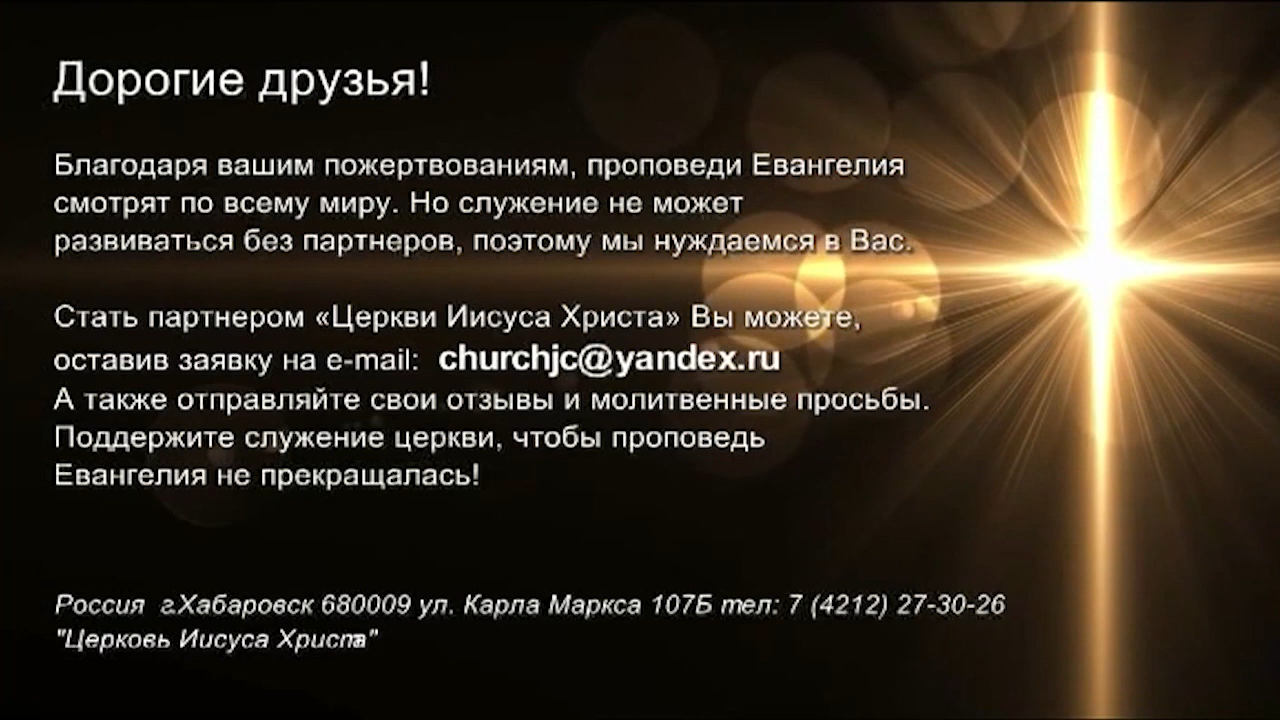 Дорогие друзья!
Благодаря вашим пожертвованиям, проповеди Евангелия
смотрят по всему миру. Но служение не может
развиваться без партнеров, поэтому мы нуждаемся в Вас.
Стать партнером «Церкви Иисуса Христа» Вы можете,
оставив заявку на e-mail: churchjc@yandex.ru
А также отправляйте свои отзывы и молитвенные просьбы.
Поддержите служение церкви, чтобы проповедь
Евангелия не прекращалась!
Россия г.Хабаровск 680009 ул. Карла Маркса 107Б тел: 7 (4212) 27-30-26
"Церковь Иисуса Христа"